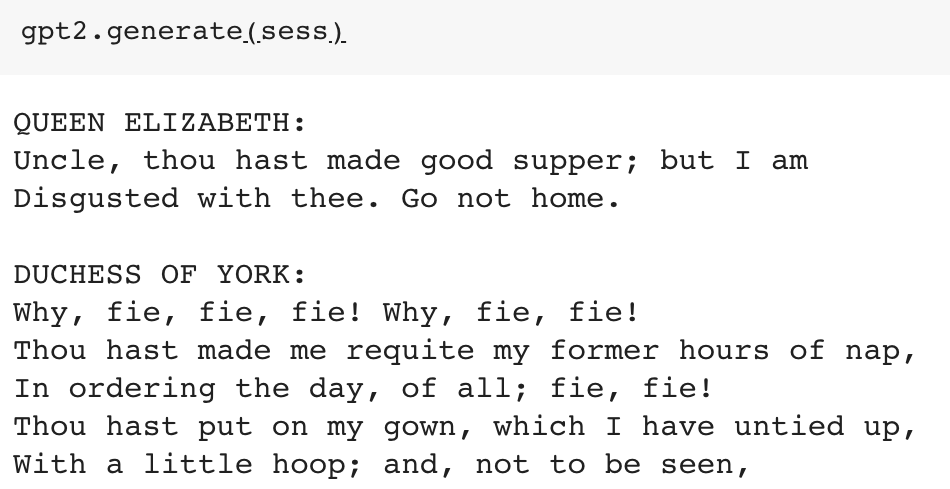 gpt2.generate(sess)
QUEEN ELIZABETH:
Uncle, thou hast made good supper; but I am
Disgusted with thee. Go not home.
DUCHESS OF YORK:
Why, fie, fie, fie! Why, fie, fie!
Thou hast made me requite my former hours of nap,
In ordering the day, of all; fie, fie!
Thou hast put on my gown, which I have untied up,
With a little hoop; and, not to be seen,